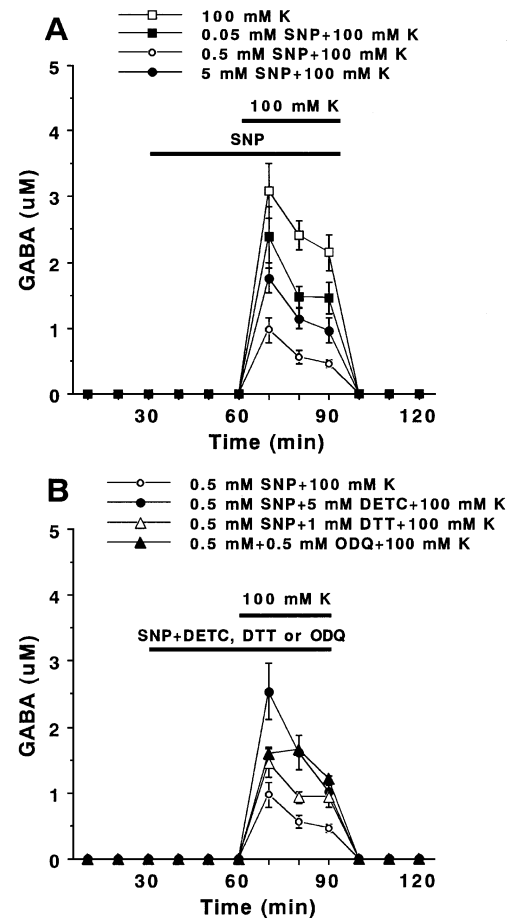 A
100 mM K
0.05 mM SNP+100 mM K
0.5 mM SNP+100 mM K
5 mM SNP+100 mM K
5
100 mM K
4
SNP
3
GABA (uM)
2
1
0
30 60 90 120
Time (min)
B
0.5 mM SNP+100 mM K
0.5 mM SNP+5 mM DETC+100 mM K
0.5 mM SNP+1 mM DTT+100 mM K
0.5 mM+0.5 mM ODQ+100 mM K
5
100 mM K
4
SNP+DETC, DTT or ODQ
3
GABA (uM)
2
1
0
30 60 90 120
Time (min)